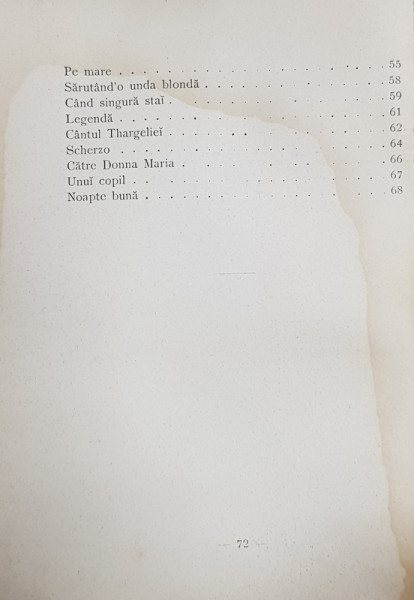 Pe mare . . . . . . . . . . . . . . . . . 55
Sărutând'o unda blondă . . . . . . . . . . . 58
Când singură staĭ . . . . . . . . . . . . . 59
Legendă . . . . . . . . . . . . . . . . . 61
Cântul Thargelieĭ . . . . . . . . . . . . . 62
Scherzo . . . . . . . . . . . . . . . . . 64
Către Donna Maria . . . . . . . . . . . . . 66
Unuĭ copil . . . . . . . . . . . . . . . . 67
Noapte bună . . . . . . . . . . . . . . . 68
— 72 —